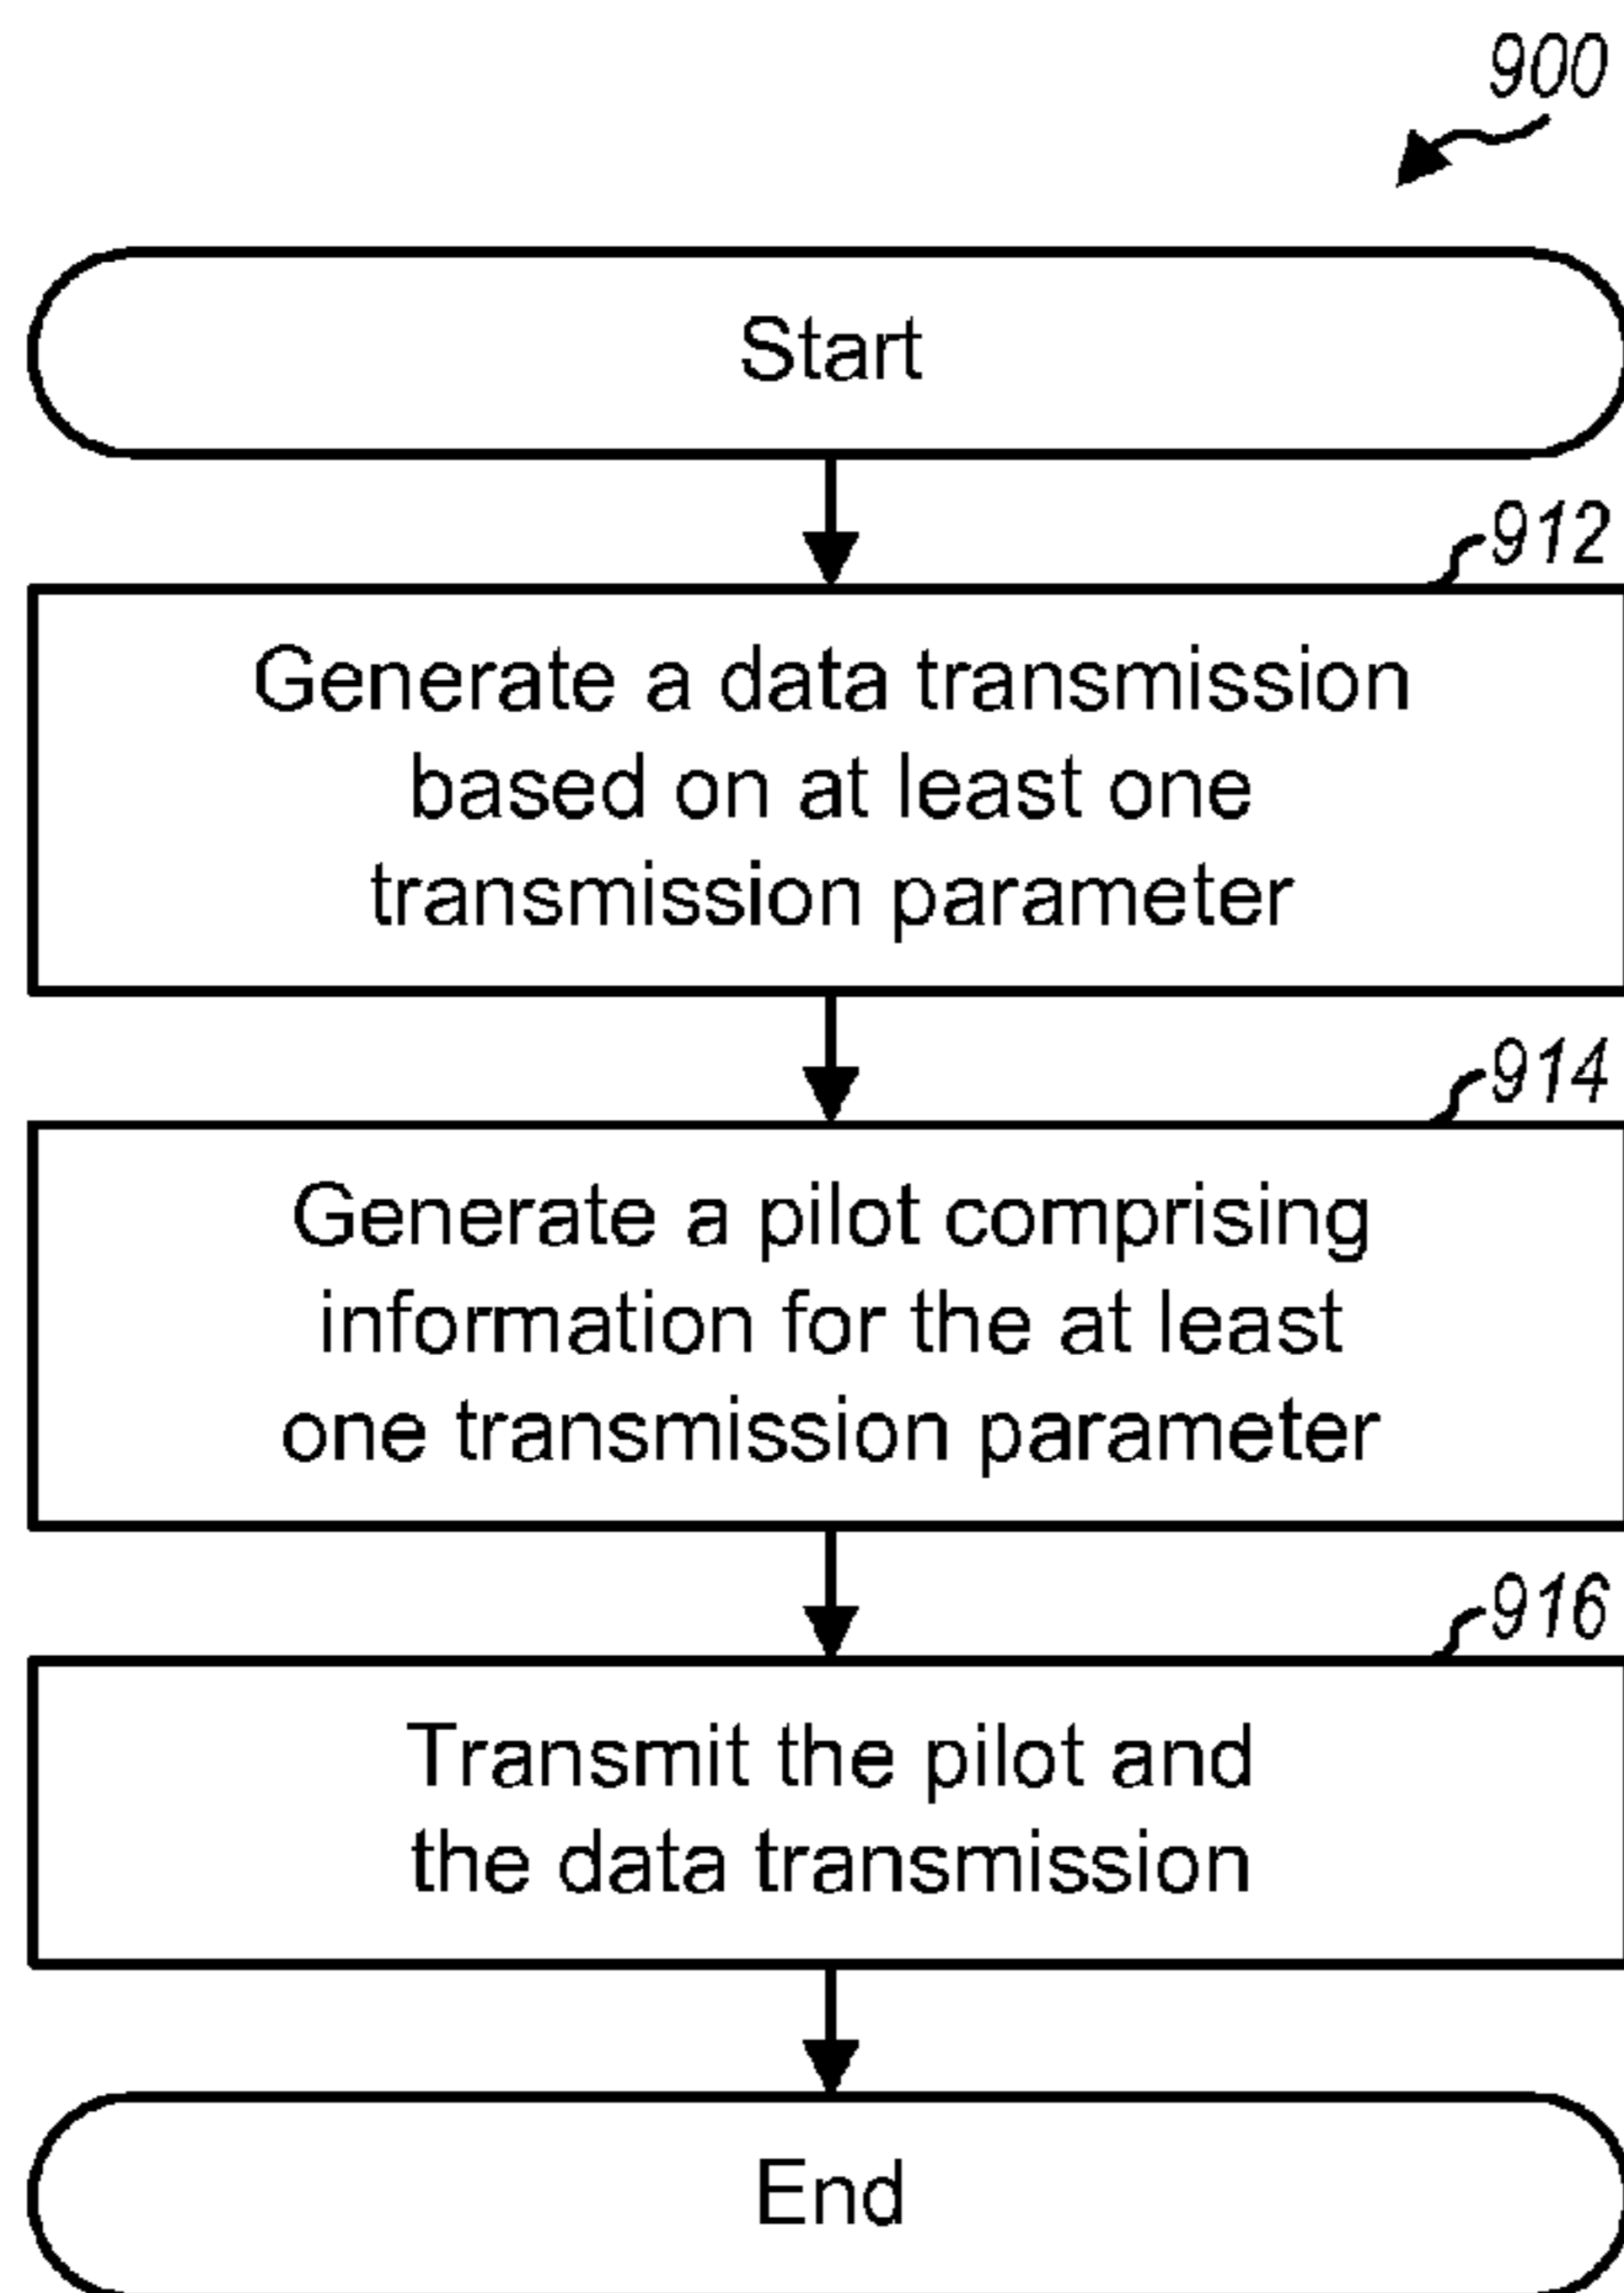 900
Start
912
Generate a data transmission
based on at least one
transmission parameter
914
Generate a pilot comprising
information for the at least
one transmission parameter
916
Transmit the pilot and
the data transmission
End